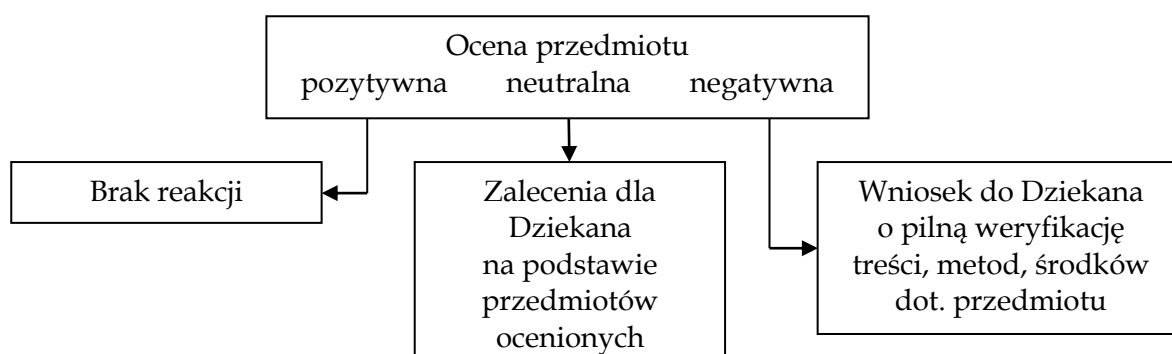 Ocena przedmiotu
pozytywna neutralna negatywna
Brak reakcji
Zalecenia dla
Dziekana
na podstawie
przedmiotów
ocenionych
Wniosek do Dziekana
o pilną weryfikację
treści, metod, środków
dot. przedmiotu